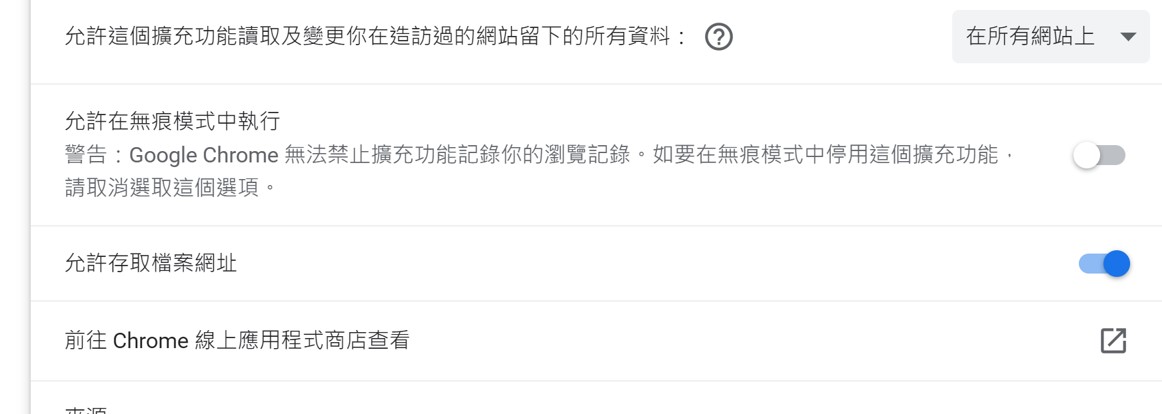 允許這個擴充功能讀取及變更你在造訪過的網站留下的所有資料：
在所有網站上
允許在無痕模式中執行
警告：Google Chrome 無法禁止擴充功能記錄你的瀏覽記錄。如要在無痕模式中停用這個擴充功能，
請取消選取這個選項。
允許存取檔案網址
前往 Chrome 線上應用程式商店查看
來源